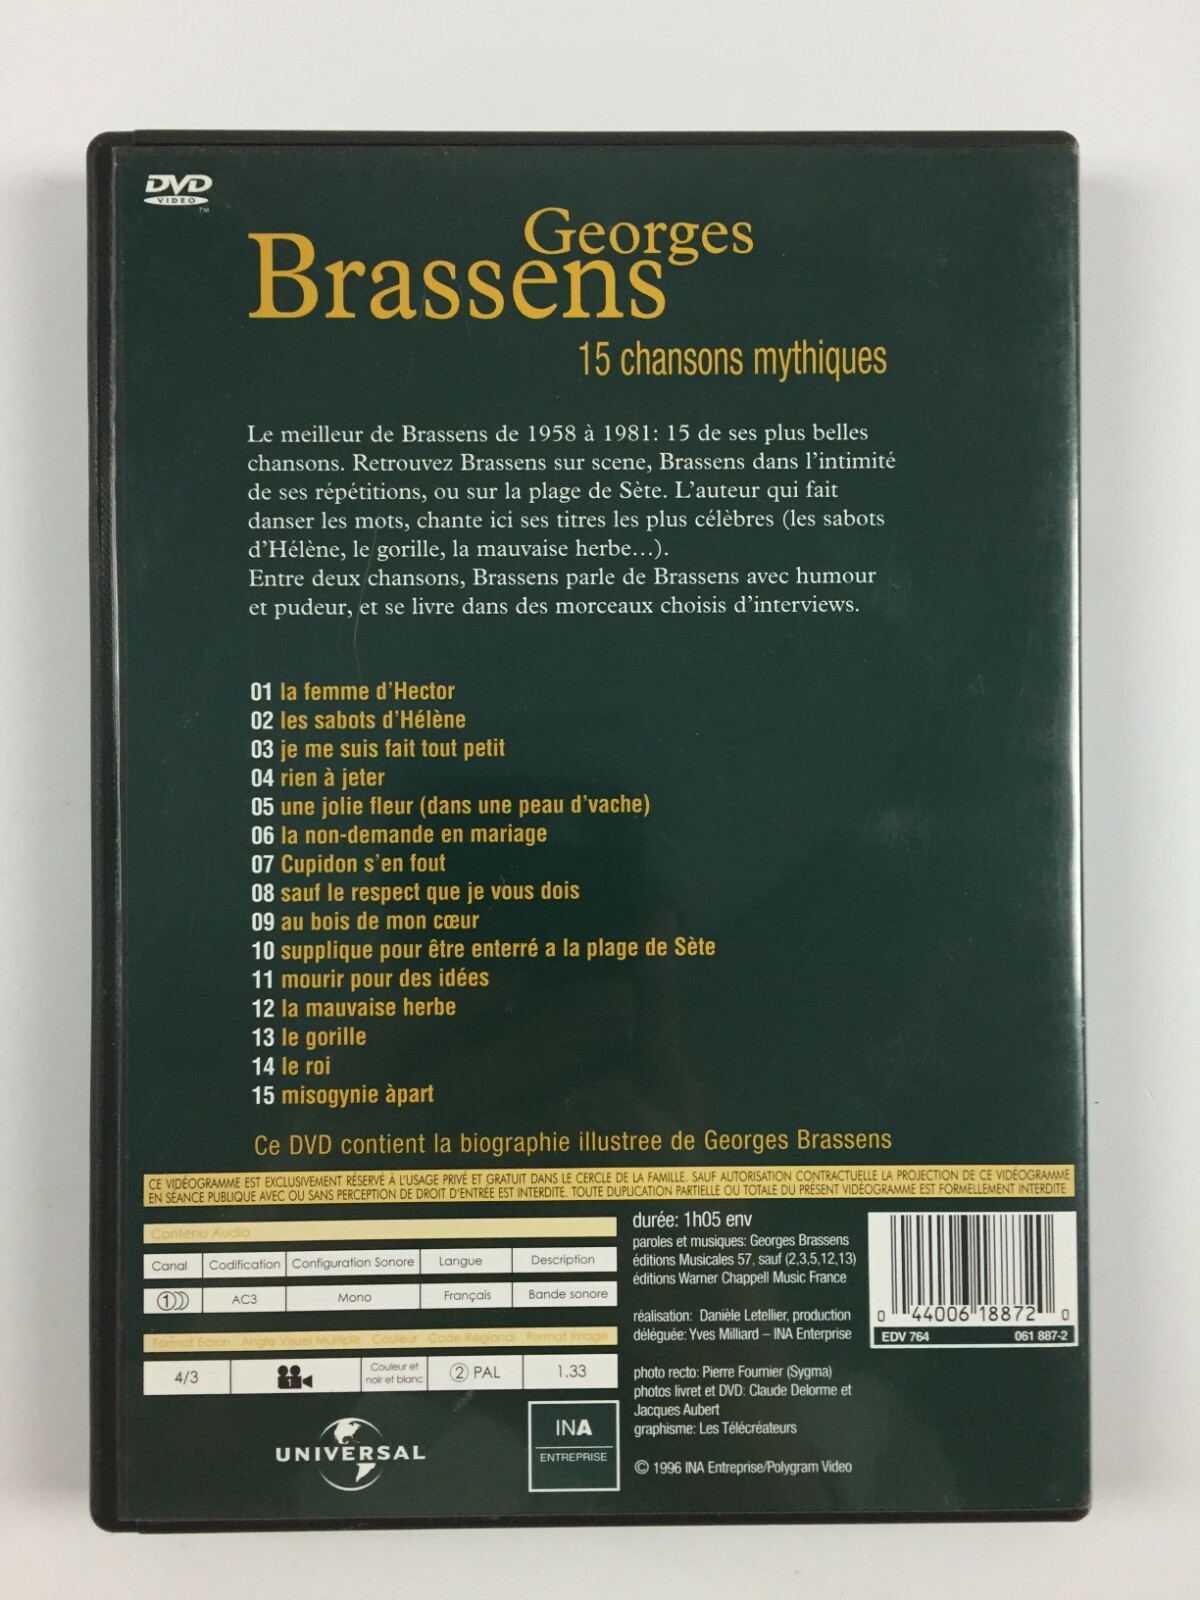 DVD
VIDEO
TM
Georges
Brassens
15 chansons mythiques
Le meilleur de Brassens de 1958 à 1981: 15 de ses plus belles
chansons. Retrouvez Brassens sur scene, Brassens dans l'intimité
de ses répétitions, ou sur la plage de Sète. L'auteur qui fait
danser les mots, chante ici ses titres les plus célèbres (les sabots
d'Hélène, le gorille, la mauvaise herbe...).
Entre deux chansons, Brassens parle de Brassens avec humour
et pudeur, et se livre dans des morceaux choisis d'interviews.
01 la femme d'Hector
02 les sabots d'Hélène
03 je me suis fait tout petit
04 rien à jeter
05 une jolie fleur (dans une peau d'vache)
06 la non-demande en mariage
07 Cupidon s'en fout
08 sauf le respect que je vous dois
09 au bois de mon cœur
10 supplique pour être enterré a la plage de Sète
11 mourir pour des idées
12 la mauvaise herbe
13 le gorille
14 le roi
15 misogynie àpart
Ce DVD contient la biographie illustree de Georges Brassens
CE VIDÉOGRAMME EST EXCLUSIVEMENT RÉSERVÉ À L'USAGE PRIVÉ ET GRATUIT DANS LE CERCLE DE LA FAMILLE. SAUF AUTORISATION CONTRACTUELLE LA PROJECTION DE CE VIDÉOGRAMME
EN SÉANCE PUBLIQUE AVEC OU SANS PERCEPTION DE DROIT D'ENTRÉE EST INTERDITE. TOUTE DUPLICATION PARTIELLE OU TOTALE DU PRÉSENT VIDÉOGRAMME EST FORMELLEMENT INTERDITE
Contenu Audio
Canal Codification Configuration Sonore Langue Description
1 AC3 Mono Français Bande sonore
Format Ecran Angle Visuel Multiple Couleur Code Régional Format Image
4/3 1 Couleur et
noir et blanc 2 PAL 1.33
UNIVERSAL
INA
ENTREPRISE
durée: 1h05 env
paroles et musiques: Georges Brassens
éditions Musicales 57, sauf (2,3,5,12,13)
éditions Warner Chappell Music France
réalisation: Danièle Letellier, production
déléguée: Yves Milliard – INA Enterprise
photo recto: Pierre Fournier (Sygma)
photos livret et DVD: Claude Delorme et
Jacques Aubert
graphisme: Les Télécréateurs
© 1996 INA Entreprise/Polygram Video
0 44006 18872 0
EDV 764 061 887-2